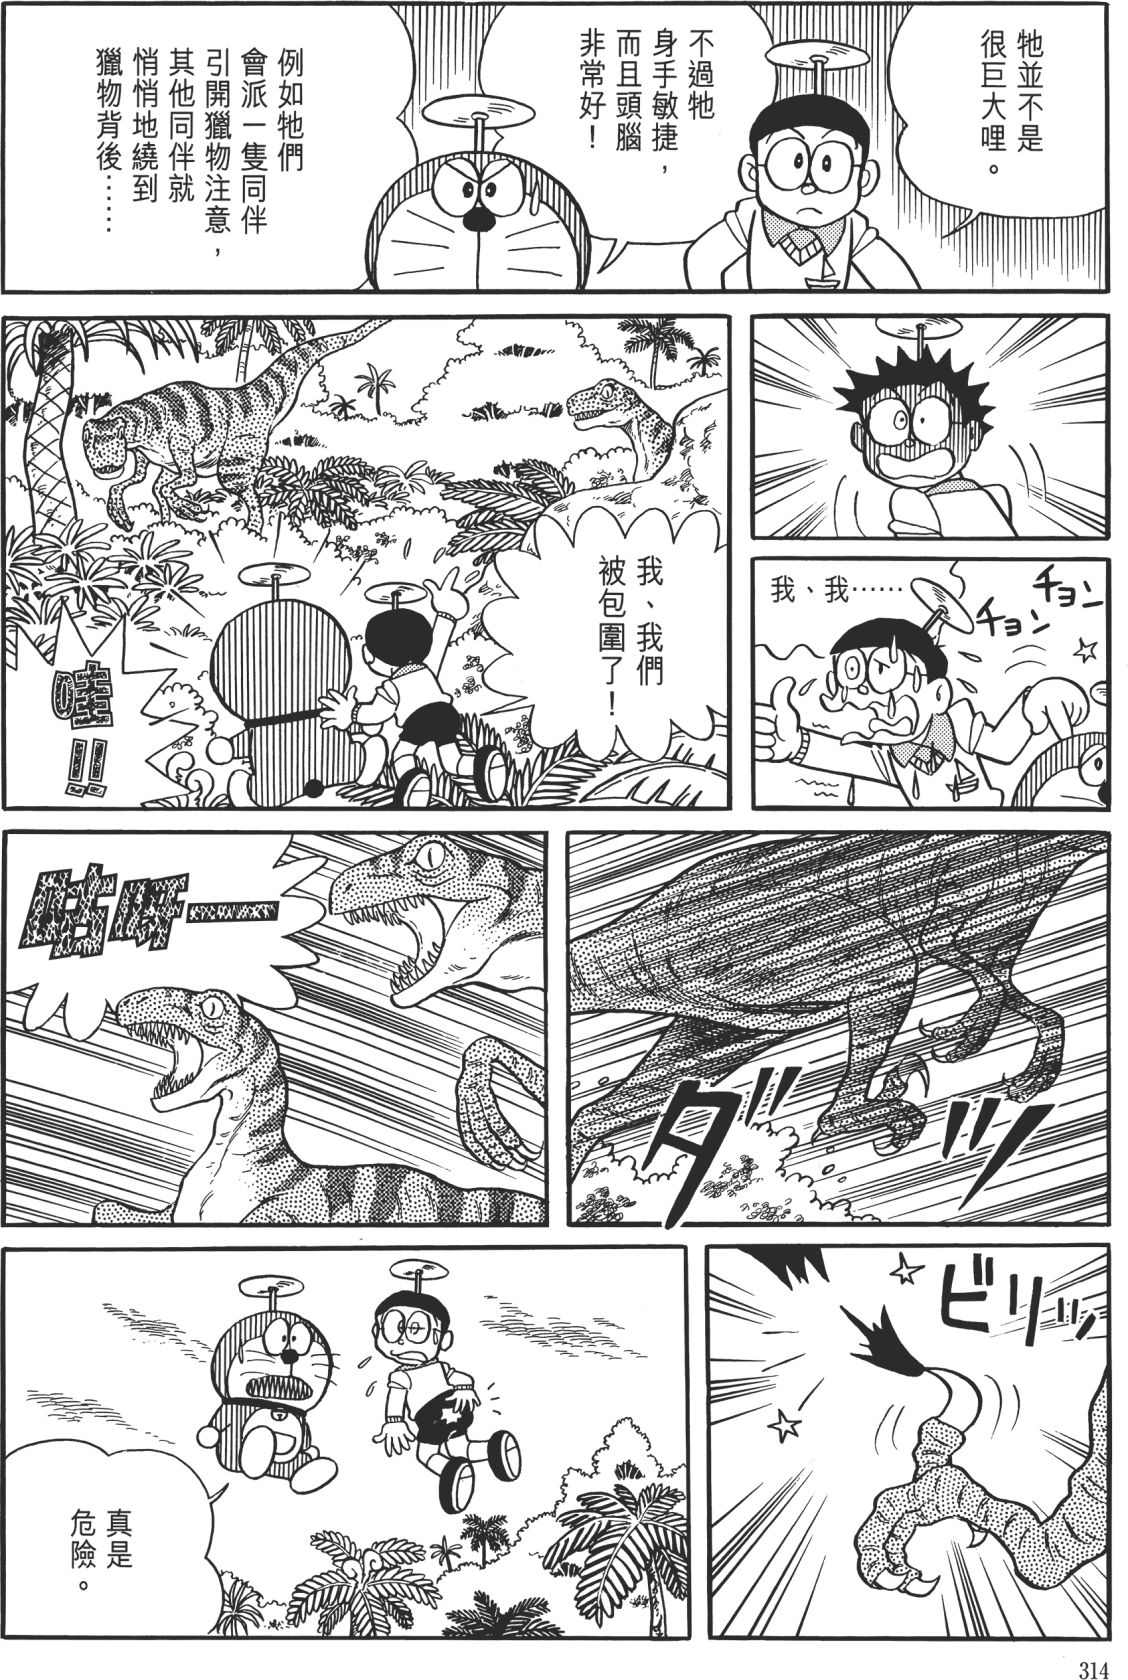 牠並不是
很巨大哩。
不過牠
身手敏捷，
而且頭腦
非常好！
例如牠們
會派一隻同伴
引開獵物注意，
其他同伴就
悄悄地繞到
獵物背後……
我、我……
チョン
チョン
我、我們
被包圍了！
哇!!
ダッ
咕呀—
ビリッ
真是
危險。
314